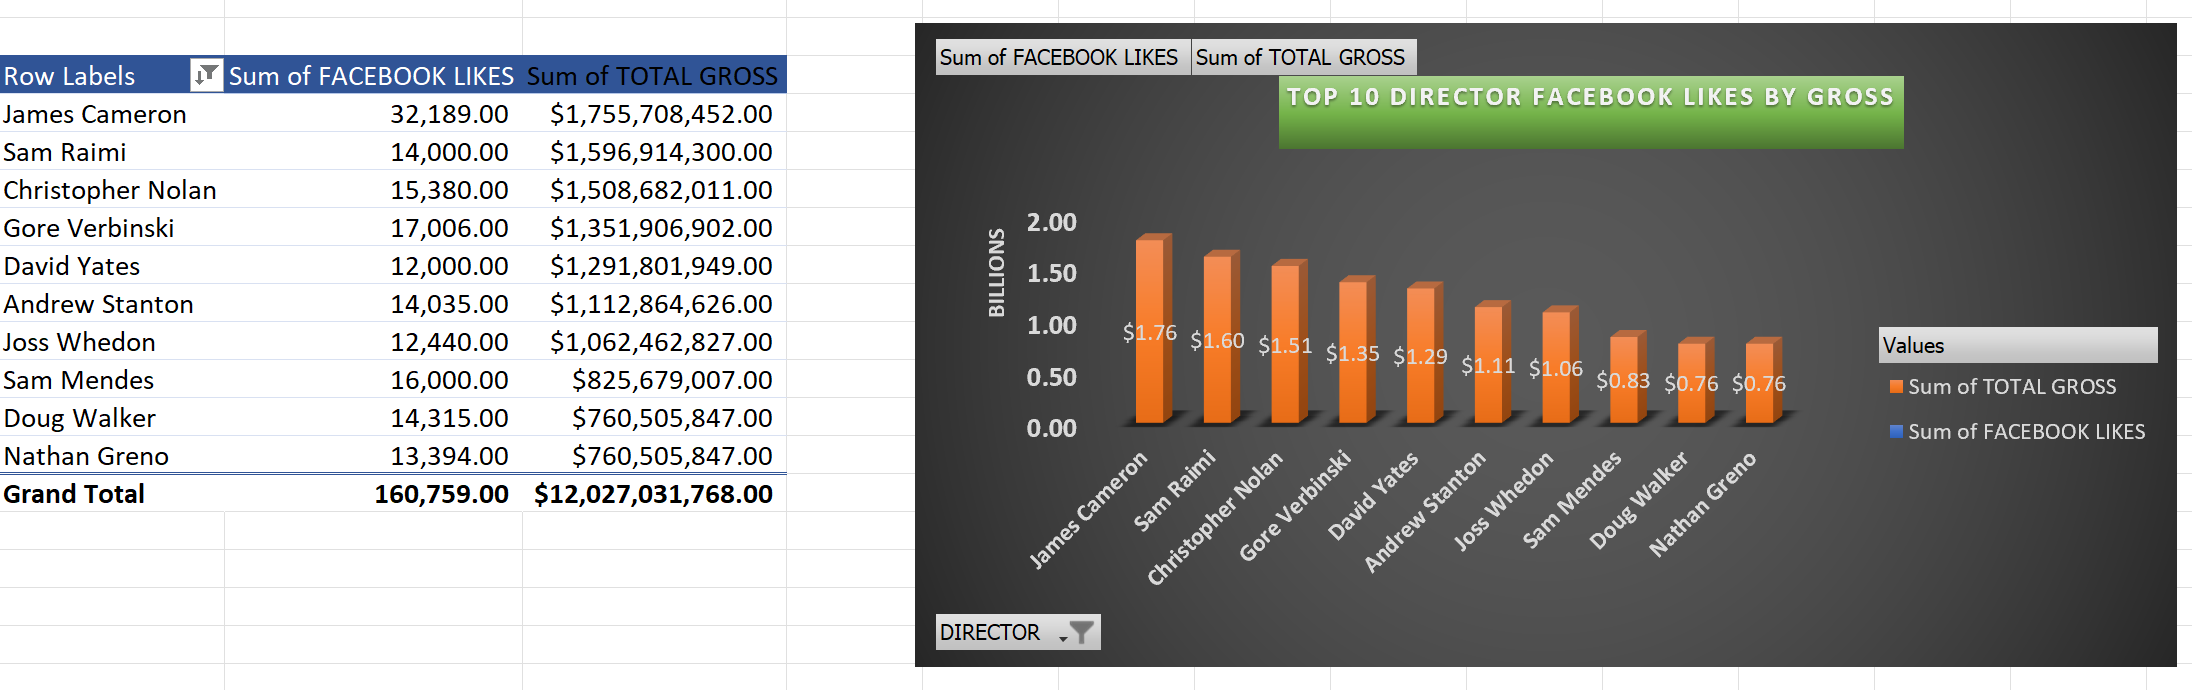 Row Labels Sum of FACEBOOK LIKES Sum of TOTAL GROSS
James Cameron 32,189.00 $1,755,708,452.00
Sam Raimi 14,000.00 $1,596,914,300.00
Christopher Nolan 15,380.00 $1,508,682,011.00
Gore Verbinski 17,006.00 $1,351,906,902.00
David Yates 12,000.00 $1,291,801,949.00
Andrew Stanton 14,035.00 $1,112,864,626.00
Joss Whedon 12,440.00 $1,062,462,827.00
Sam Mendes 16,000.00 $825,679,007.00
Doug Walker 14,315.00 $760,505,847.00
Nathan Greno 13,394.00 $760,505,847.00
Grand Total 160,759.00 $12,027,031,768.00
Sum of FACEBOOK LIKES Sum of TOTAL GROSS
TOP 10 DIRECTOR FACEBOOK LIKES BY GROSS
BILLIONS
2.00
1.50
1.00
0.50
0.00
$1.76 $1.60 $1.51 $1.35 $1.29 $1.11 $1.06 $0.83 $0.76 $0.76
James Cameron
Sam Raimi
Christopher Nolan
Gore Verbinski
David Yates
Andrew Stanton
Joss Whedon
Sam Mendes
Doug Walker
Nathan Greno
Values
Sum of TOTAL GROSS
Sum of FACEBOOK LIKES
DIRECTOR